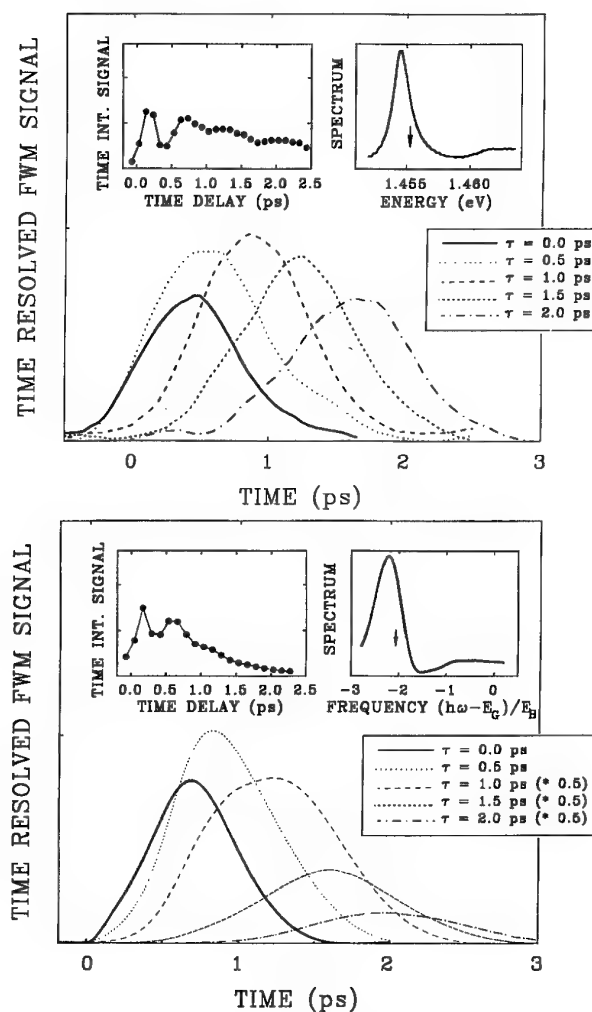 TIME RESOLVED FWM SIGNAL
TIME INT. SIGNAL
0.0 0.5 1.0 1.5 2.0 2.5
TIME DELAY (ps)
SPECTRUM
1.455 1.460
ENERGY (eV)
τ = 0.0 ps
τ = 0.5 ps
τ = 1.0 ps
τ = 1.5 ps
τ = 2.0 ps
0 1 2 3
TIME (ps)
TIME RESOLVED FWM SIGNAL
TIME INT. SIGNAL
0.0 0.5 1.0 1.5 2.0 2.5
TIME DELAY (ps)
SPECTRUM
-3 -2 -1 0
FREQUENCY (hω-E_G)/E_B
τ = 0.0 ps
τ = 0.5 ps
τ = 1.0 ps (* 0.5)
τ = 1.5 ps (* 0.5)
τ = 2.0 ps (* 0.5)
0 1 2 3
TIME (ps)